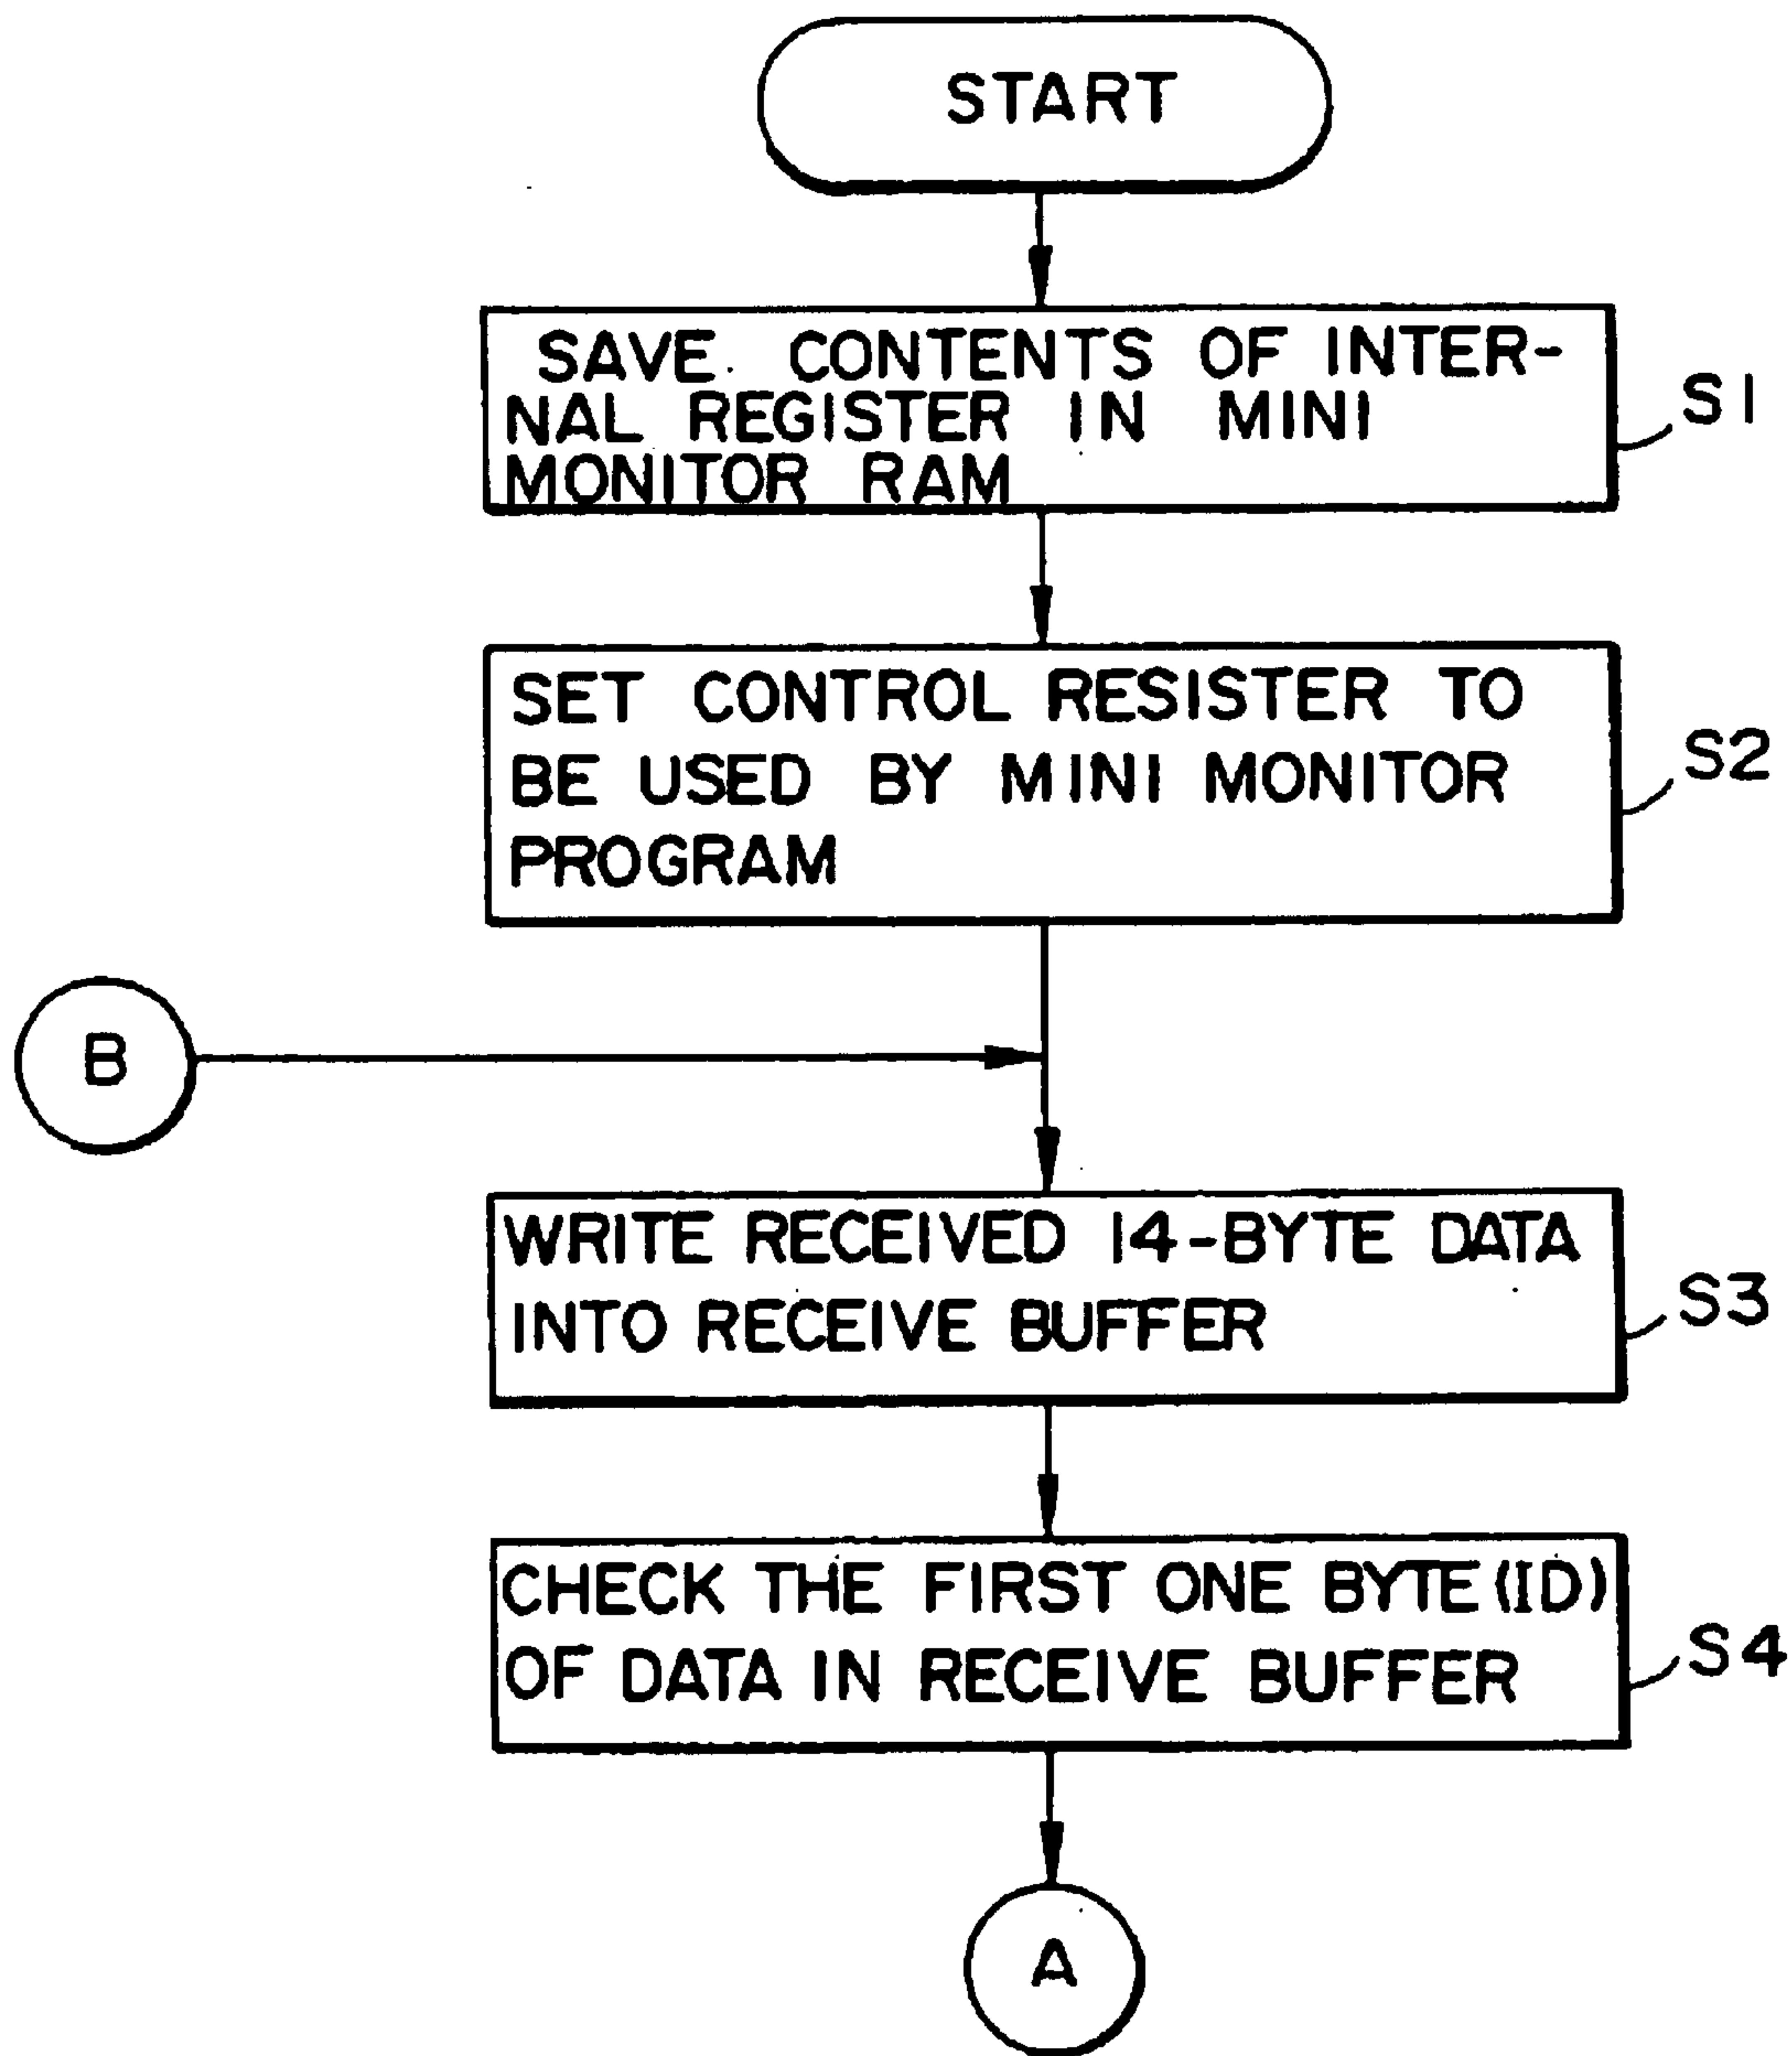 START
SAVE. CONTENTS OF INTER-
NAL REGISTER IN MINI
MONITOR RAM
S1
SET CONTROL RESISTER TO
BE USED BY MINI MONITOR
PROGRAM
S2
B
WRITE RECEIVED 14-BYTE DATA
INTO RECEIVE BUFFER
S3
CHECK THE FIRST ONE BYTE (ID)
OF DATA IN RECEIVE BUFFER
S4
A